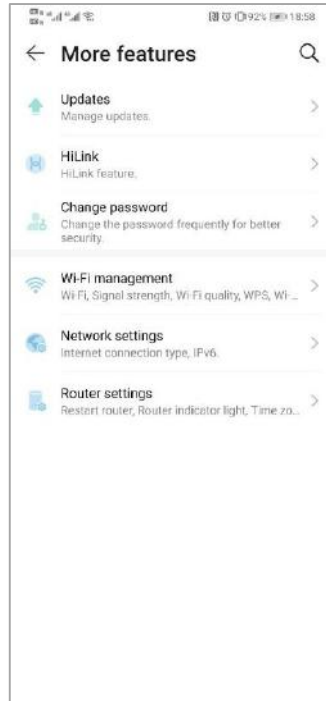 92% 18:58
More features
Updates
Manage updates.
HiLink
HiLink feature.
Change password
Change the password frequently for better
security.
Wi-Fi management
Wi-Fi, Signal strength, Wi-Fi quality, WPS, Wi-...
Network settings
Internet connection type, IPv6.
Router settings
Restart router, Router indicator light, Time zo...